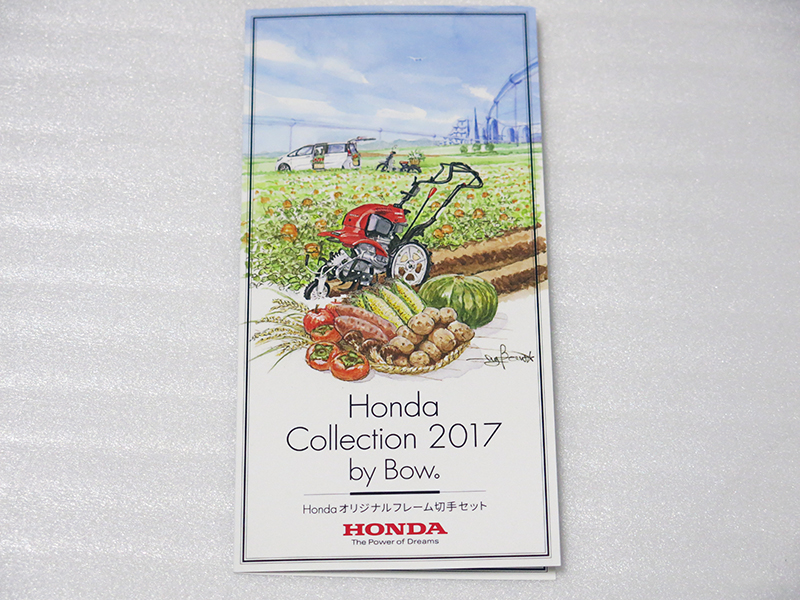 Honda
Collection 2017
by Bow。
Hondaオリジナルフレーム切手セット
HONDA
The Power of Dreams